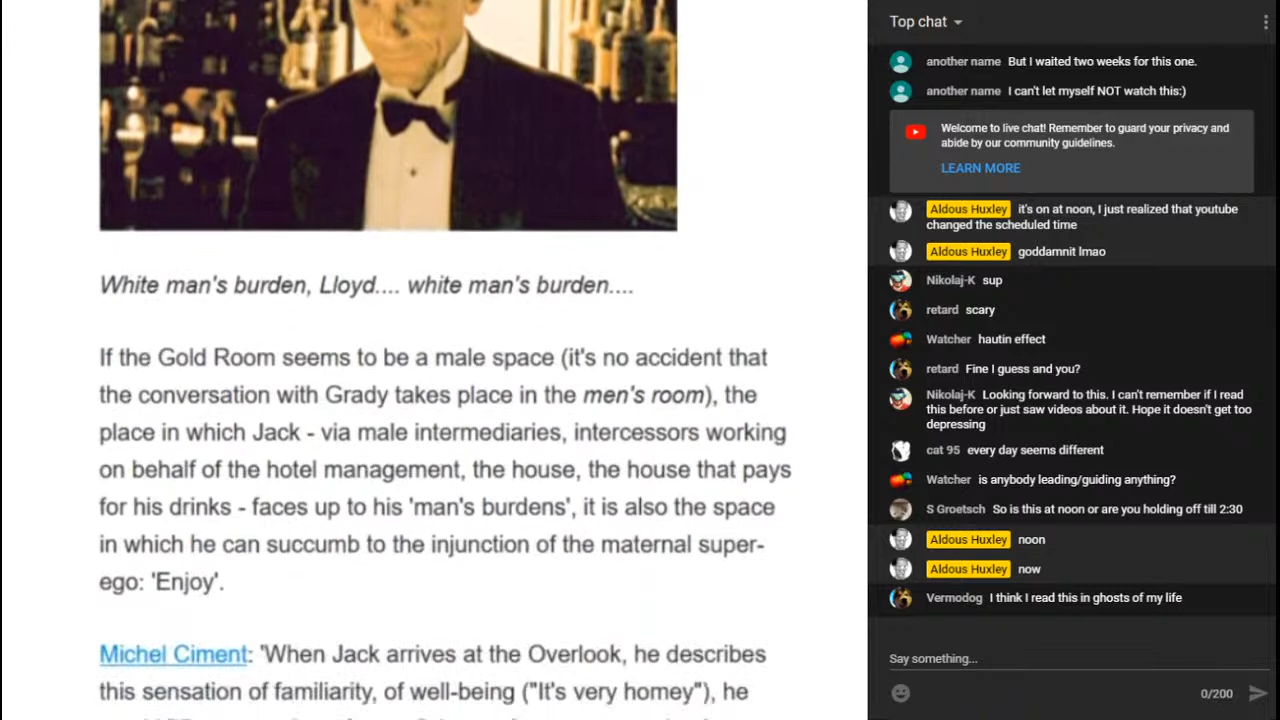 White man's burden, Lloyd.... white man's burden....
If the Gold Room seems to be a male space (it's no accident that
the conversation with Grady takes place in the men's room), the
place in which Jack - via male intermediaries, intercessors working
on behalf of the hotel management, the house, the house that pays
for his drinks - faces up to his 'man's burdens', it is also the space
in which he can succumb to the injunction of the maternal super-
ego: 'Enjoy'.
Michel Ciment: 'When Jack arrives at the Overlook, he describes
this sensation of familiarity, of well-being ("It's very homey"), he
Top chat
another name But I waited two weeks for this one.
another name I can't let myself NOT watch this:)
Welcome to live chat! Remember to guard your privacy and
abide by our community guidelines.
LEARN MORE
Aldous Huxley it's on at noon, I just realized that youtube
changed the scheduled time
Aldous Huxley goddamnit lmao
Nikolaj-K sup
retard scary
Watcher hautin effect
retard Fine I guess and you?
Nikolaj-K Looking forward to this. I can't remember if I read
this before or just saw videos about it. Hope it doesn't get too
depressing
cat 95 every day seems different
Watcher is anybody leading/guiding anything?
S Groetsch So is this at noon or are you holding off till 2:30
Aldous Huxley noon
Aldous Huxley now
Vermodog I think I read this in ghosts of my life
Say something...
0/200